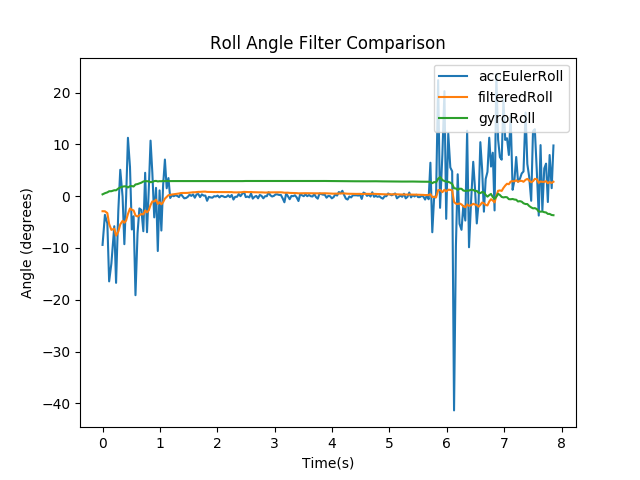 Roll Angle Filter Comparison
accEulerRoll
filteredRoll
gyroRoll
20
10
0
−10
−20
−30
−40
Angle (degrees)
0 1 2 3 4 5 6 7 8
Time(s)